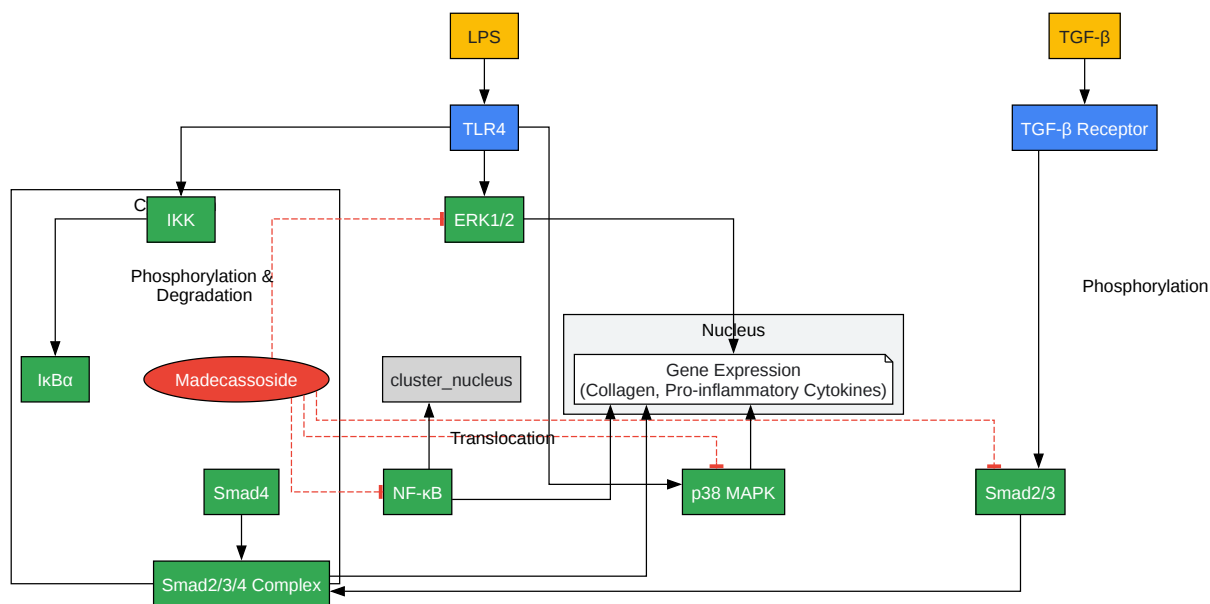 LPS
TGF-β
TLR4
TGF-β Receptor
IKK
ERK1/2
Phosphorylation &
Degradation
Phosphorylation
Nucleus
IκBα
Madecassoside
cluster_nucleus
Gene Expression
(Collagen, Pro-inflammatory Cytokines)
Translocation
Smad4
NF-κB
p38 MAPK
Smad2/3
Smad2/3/4 Complex